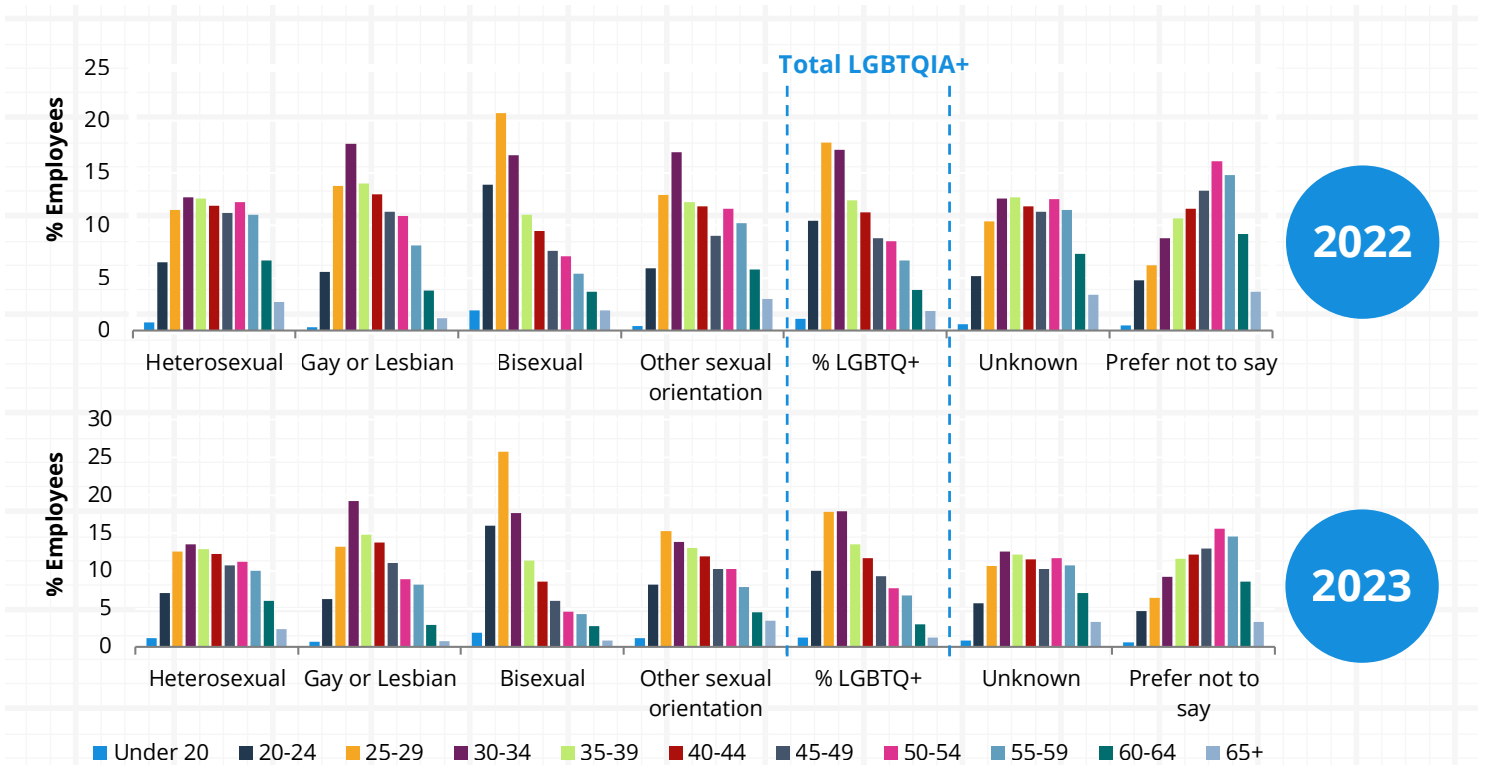 Total LGBTQIA+
% Employees
25
20
15
10
5
0
Heterosexual
Gay or Lesbian
Bisexual
Other sexual
orientation
% LGBTQ+
Unknown
Prefer not to say
2022
% Employees
30
25
20
15
10
5
0
Heterosexual
Gay or Lesbian
Bisexual
Other sexual
orientation
% LGBTQ+
Unknown
Prefer not to
say
2023
Under 20 20-24 25-29 30-34 35-39 40-44 45-49 50-54 55-59 60-64 65+